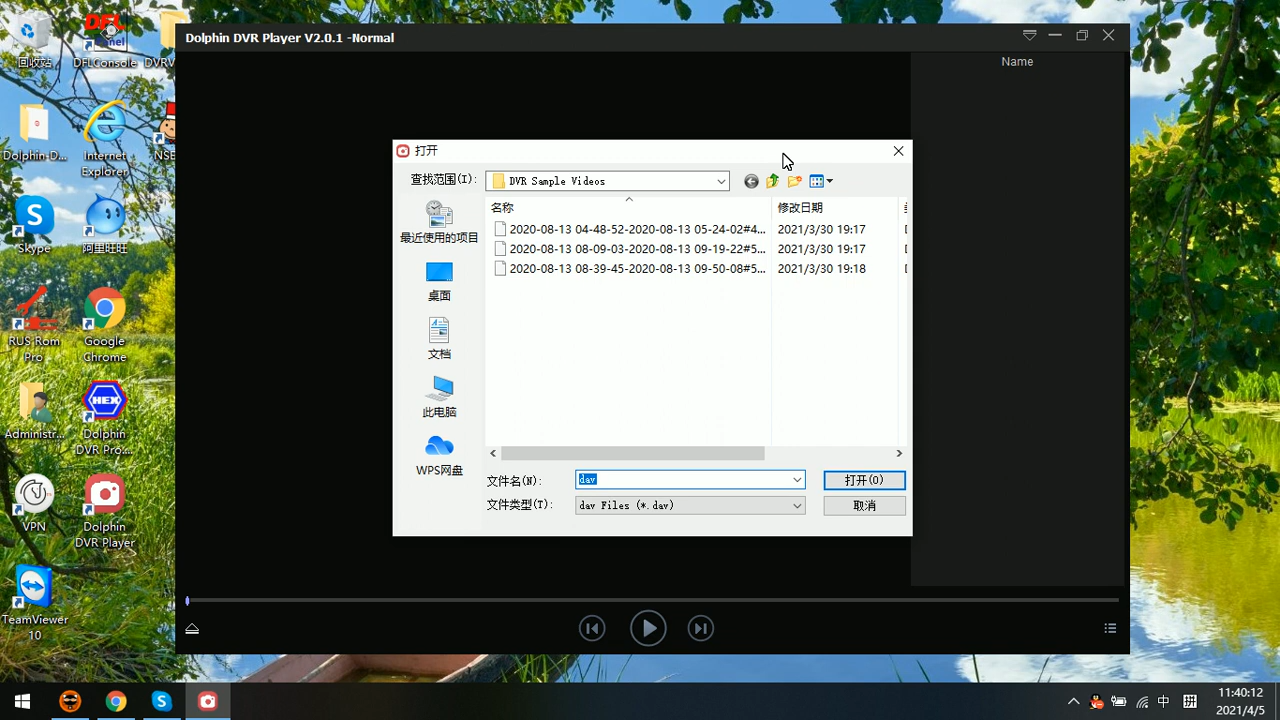 回收站
DFL
Panel
DFLConsole
DVRV
Dolphin-D...
Internet
Explorer
NSE
Skype
阿里旺旺
RUS Rom
Pro
Google
Chrome
Administr...
HEX
Dolphin
DVR Pro...
VPN
Dolphin
DVR Player
TeamViewer
10
Dolphin DVR Player V2.0.1 -Normal
Name
打开
查找范围(I):
DVR Sample Videos
最近使用的项目
桌面
文档
此电脑
WPS网盘
名称
修改日期
2020-08-13 04-48-52-2020-08-13 05-24-02#4...
2021/3/30 19:17
2020-08-13 08-09-03-2020-08-13 09-19-22#5...
2021/3/30 19:17
2020-08-13 08-39-45-2020-08-13 09-50-08#5...
2021/3/30 19:18
文件名(N):
dav
打开(O)
文件类型(T):
dav Files (*.dav)
取消
中
拼
11:40:12
2021/4/5